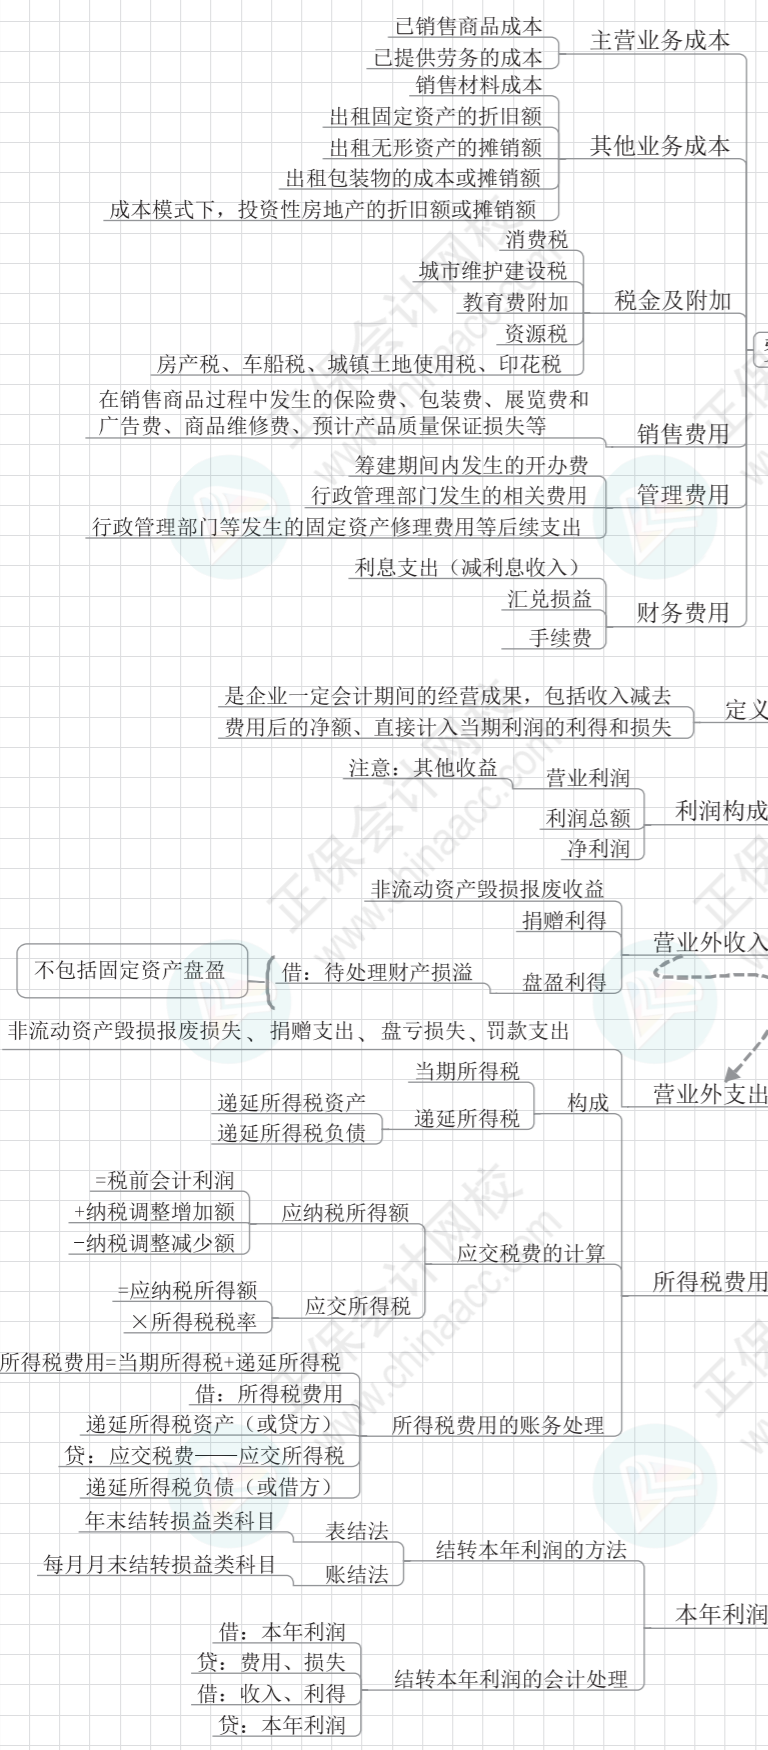 已销售商品成本
已提供劳务的成本
主营业务成本
销售材料成本
出租固定资产的折旧额
出租无形资产的摊销额
出租包装物的成本或摊销额
成本模式下，投资性房地产的折旧额或摊销额
其他业务成本
消费税
城市维护建设税
教育费附加
资源税
房产税、车船税、城镇土地使用税、印花税
税金及附加
在销售商品过程中发生的保险费、包装费、展览费和
广告费、商品维修费、预计产品质量保证损失等
销售费用
筹建期间内发生的开办费
行政管理部门发生的相关费用
行政管理部门等发生的固定资产修理费用等后续支出
管理费用
利息支出（减利息收入）
汇兑损益
手续费
财务费用
是企业一定会计期间的经营成果，包括收入减去
费用后的净额、直接计入当期利润的利得和损失
定义
注意：其他收益
营业利润
利润总额
净利润
利润构成
非流动资产毁损报废收益
捐赠利得
不包括固定资产盘盈
借：待处理财产损溢
盘盈利得
营业外收入
非流动资产毁损报废损失、捐赠支出、盘亏损失、罚款支出
营业外支出
当期所得税
递延所得税资产
递延所得税负债
递延所得税
构成
=税前会计利润
+纳税调整增加额
-纳税调整减少额
应纳税所得额
=应纳税所得额
×所得税税率
应交所得税
应交税费的计算
所得税费用
所得税费用=当期所得税+递延所得税
借：所得税费用
递延所得税资产（或贷方）
贷：应交税费——应交所得税
递延所得税负债（或借方）
所得税费用的账务处理
年末结转损益类科目
表结法
每月月末结转损益类科目
账结法
结转本年利润的方法
本年利润
借：本年利润
贷：费用、损失
借：收入、利得
贷：本年利润
结转本年利润的会计处理
正保会计网校
www.chinaacc.com
正保会计网校
www.chinaacc.com
正保会计网校
www.chinaacc.com